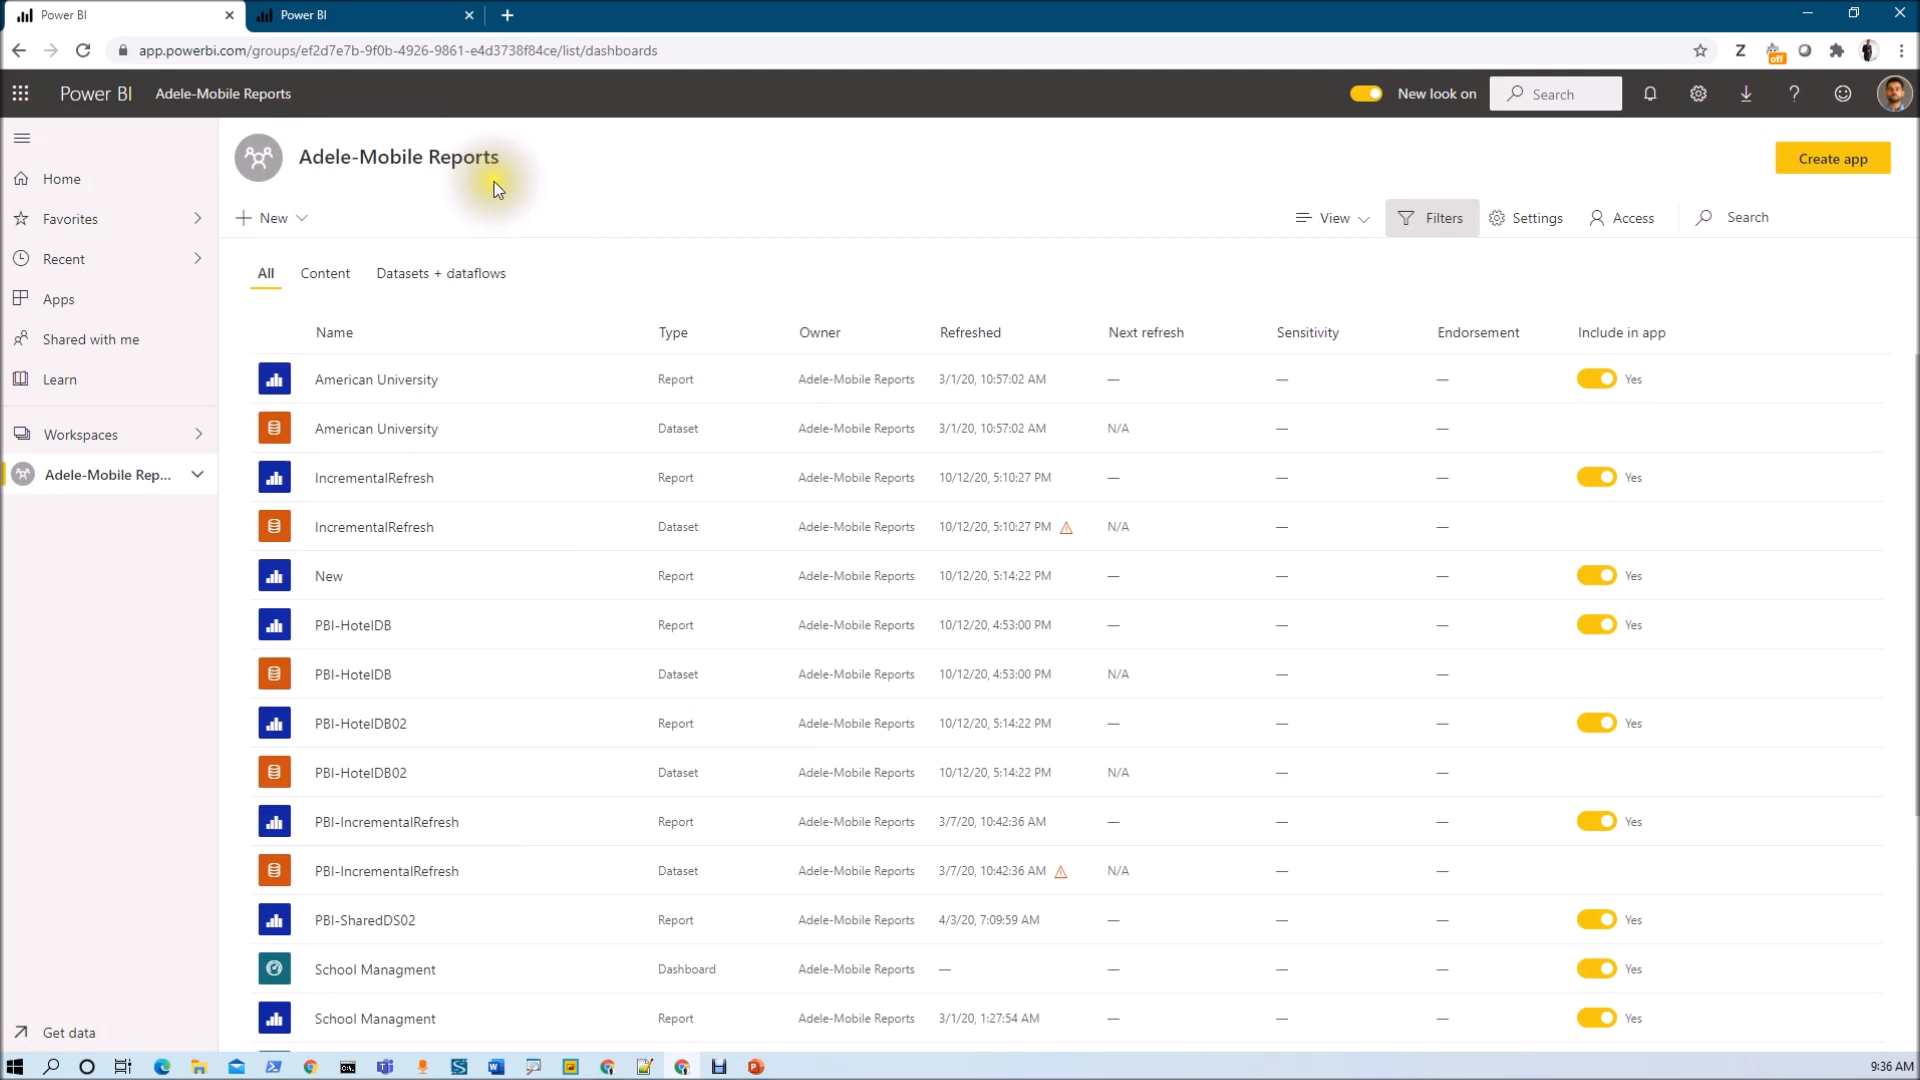 Power BI
Power BI
app.powerbi.com/groups/ef2d7e7b-9f0b-4926-9861-e4d3738f84ce/list/dashboards
Z
off
Power BI Adele-Mobile Reports
New look on
Search
Adele-Mobile Reports
Create app
Home
Favorites
Recent
Apps
Shared with me
Learn
Workspaces
Adele-Mobile Rep...
Get data
New
View
Filters
Settings
Access
Search
All Content Datasets + dataflows
Name Type Owner Refreshed Next refresh Sensitivity Endorsement Include in app
American University Report Adele-Mobile Reports 3/1/20, 10:57:02 AM — — — Yes
American University Dataset Adele-Mobile Reports 3/1/20, 10:57:02 AM N/A — —
IncrementalRefresh Report Adele-Mobile Reports 10/12/20, 5:10:27 PM — — — Yes
IncrementalRefresh Dataset Adele-Mobile Reports 10/12/20, 5:10:27 PM N/A — —
New Report Adele-Mobile Reports 10/12/20, 5:14:22 PM — — — Yes
PBI-HotelDB Report Adele-Mobile Reports 10/12/20, 4:53:00 PM — — — Yes
PBI-HotelDB Dataset Adele-Mobile Reports 10/12/20, 4:53:00 PM N/A — —
PBI-HotelDB02 Report Adele-Mobile Reports 10/12/20, 5:14:22 PM — — — Yes
PBI-HotelDB02 Dataset Adele-Mobile Reports 10/12/20, 5:14:22 PM N/A — —
PBI-IncrementalRefresh Report Adele-Mobile Reports 3/7/20, 10:42:36 AM — — — Yes
PBI-IncrementalRefresh Dataset Adele-Mobile Reports 3/7/20, 10:42:36 AM N/A — —
PBI-SharedDS02 Report Adele-Mobile Reports 4/3/20, 7:09:59 AM — — — Yes
School Managment Dashboard Adele-Mobile Reports — — — — Yes
School Managment Report Adele-Mobile Reports 3/1/20, 1:27:54 AM — — — Yes
9:36 AM